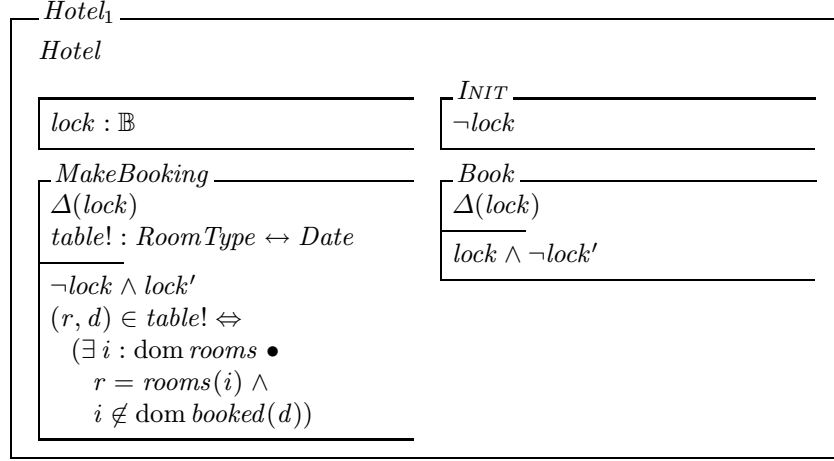 Hotel₁
Hotel
lock : 𝔹
INIT
¬lock
MakeBooking
Δ(lock)
table! : RoomType ↔ Date
¬lock ∧ lock′
(r, d) ∈ table! ⇔
(∃ i : dom rooms •
r = rooms(i) ∧
i ∉ dom booked(d))
Book
Δ(lock)
lock ∧ ¬lock′